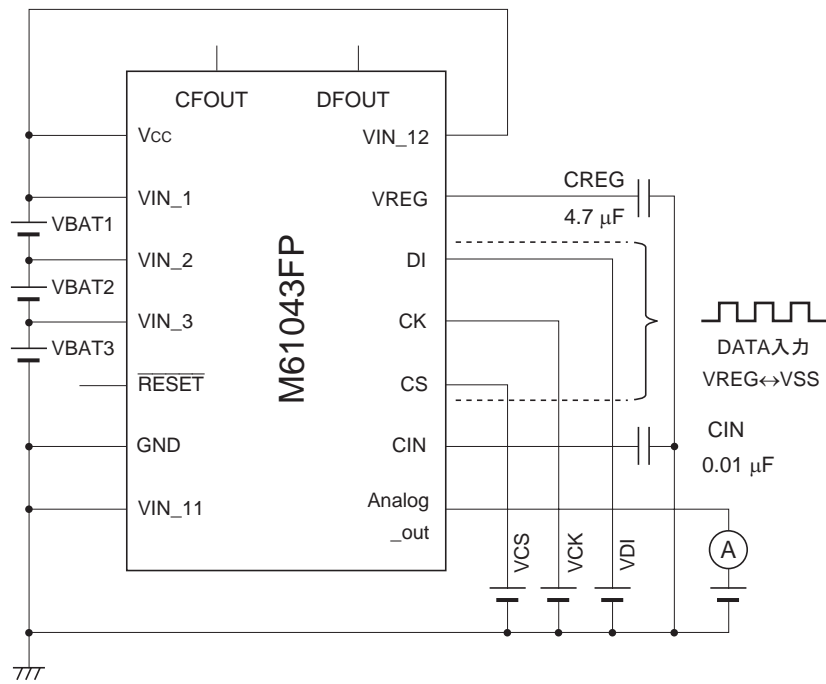 CFOUT
DFOUT
Vcc
VIN_1
VBAT1
VIN_2
VBAT2
VIN_3
VBAT3
RESET
GND
VIN_11
M61043FP
VIN_12
VREG
DI
CK
CS
CIN
Analog
_out
CREG
4.7 μF
DATA入力
VREG↔VSS
CIN
0.01 μF
VCS
VCK
VDI
A